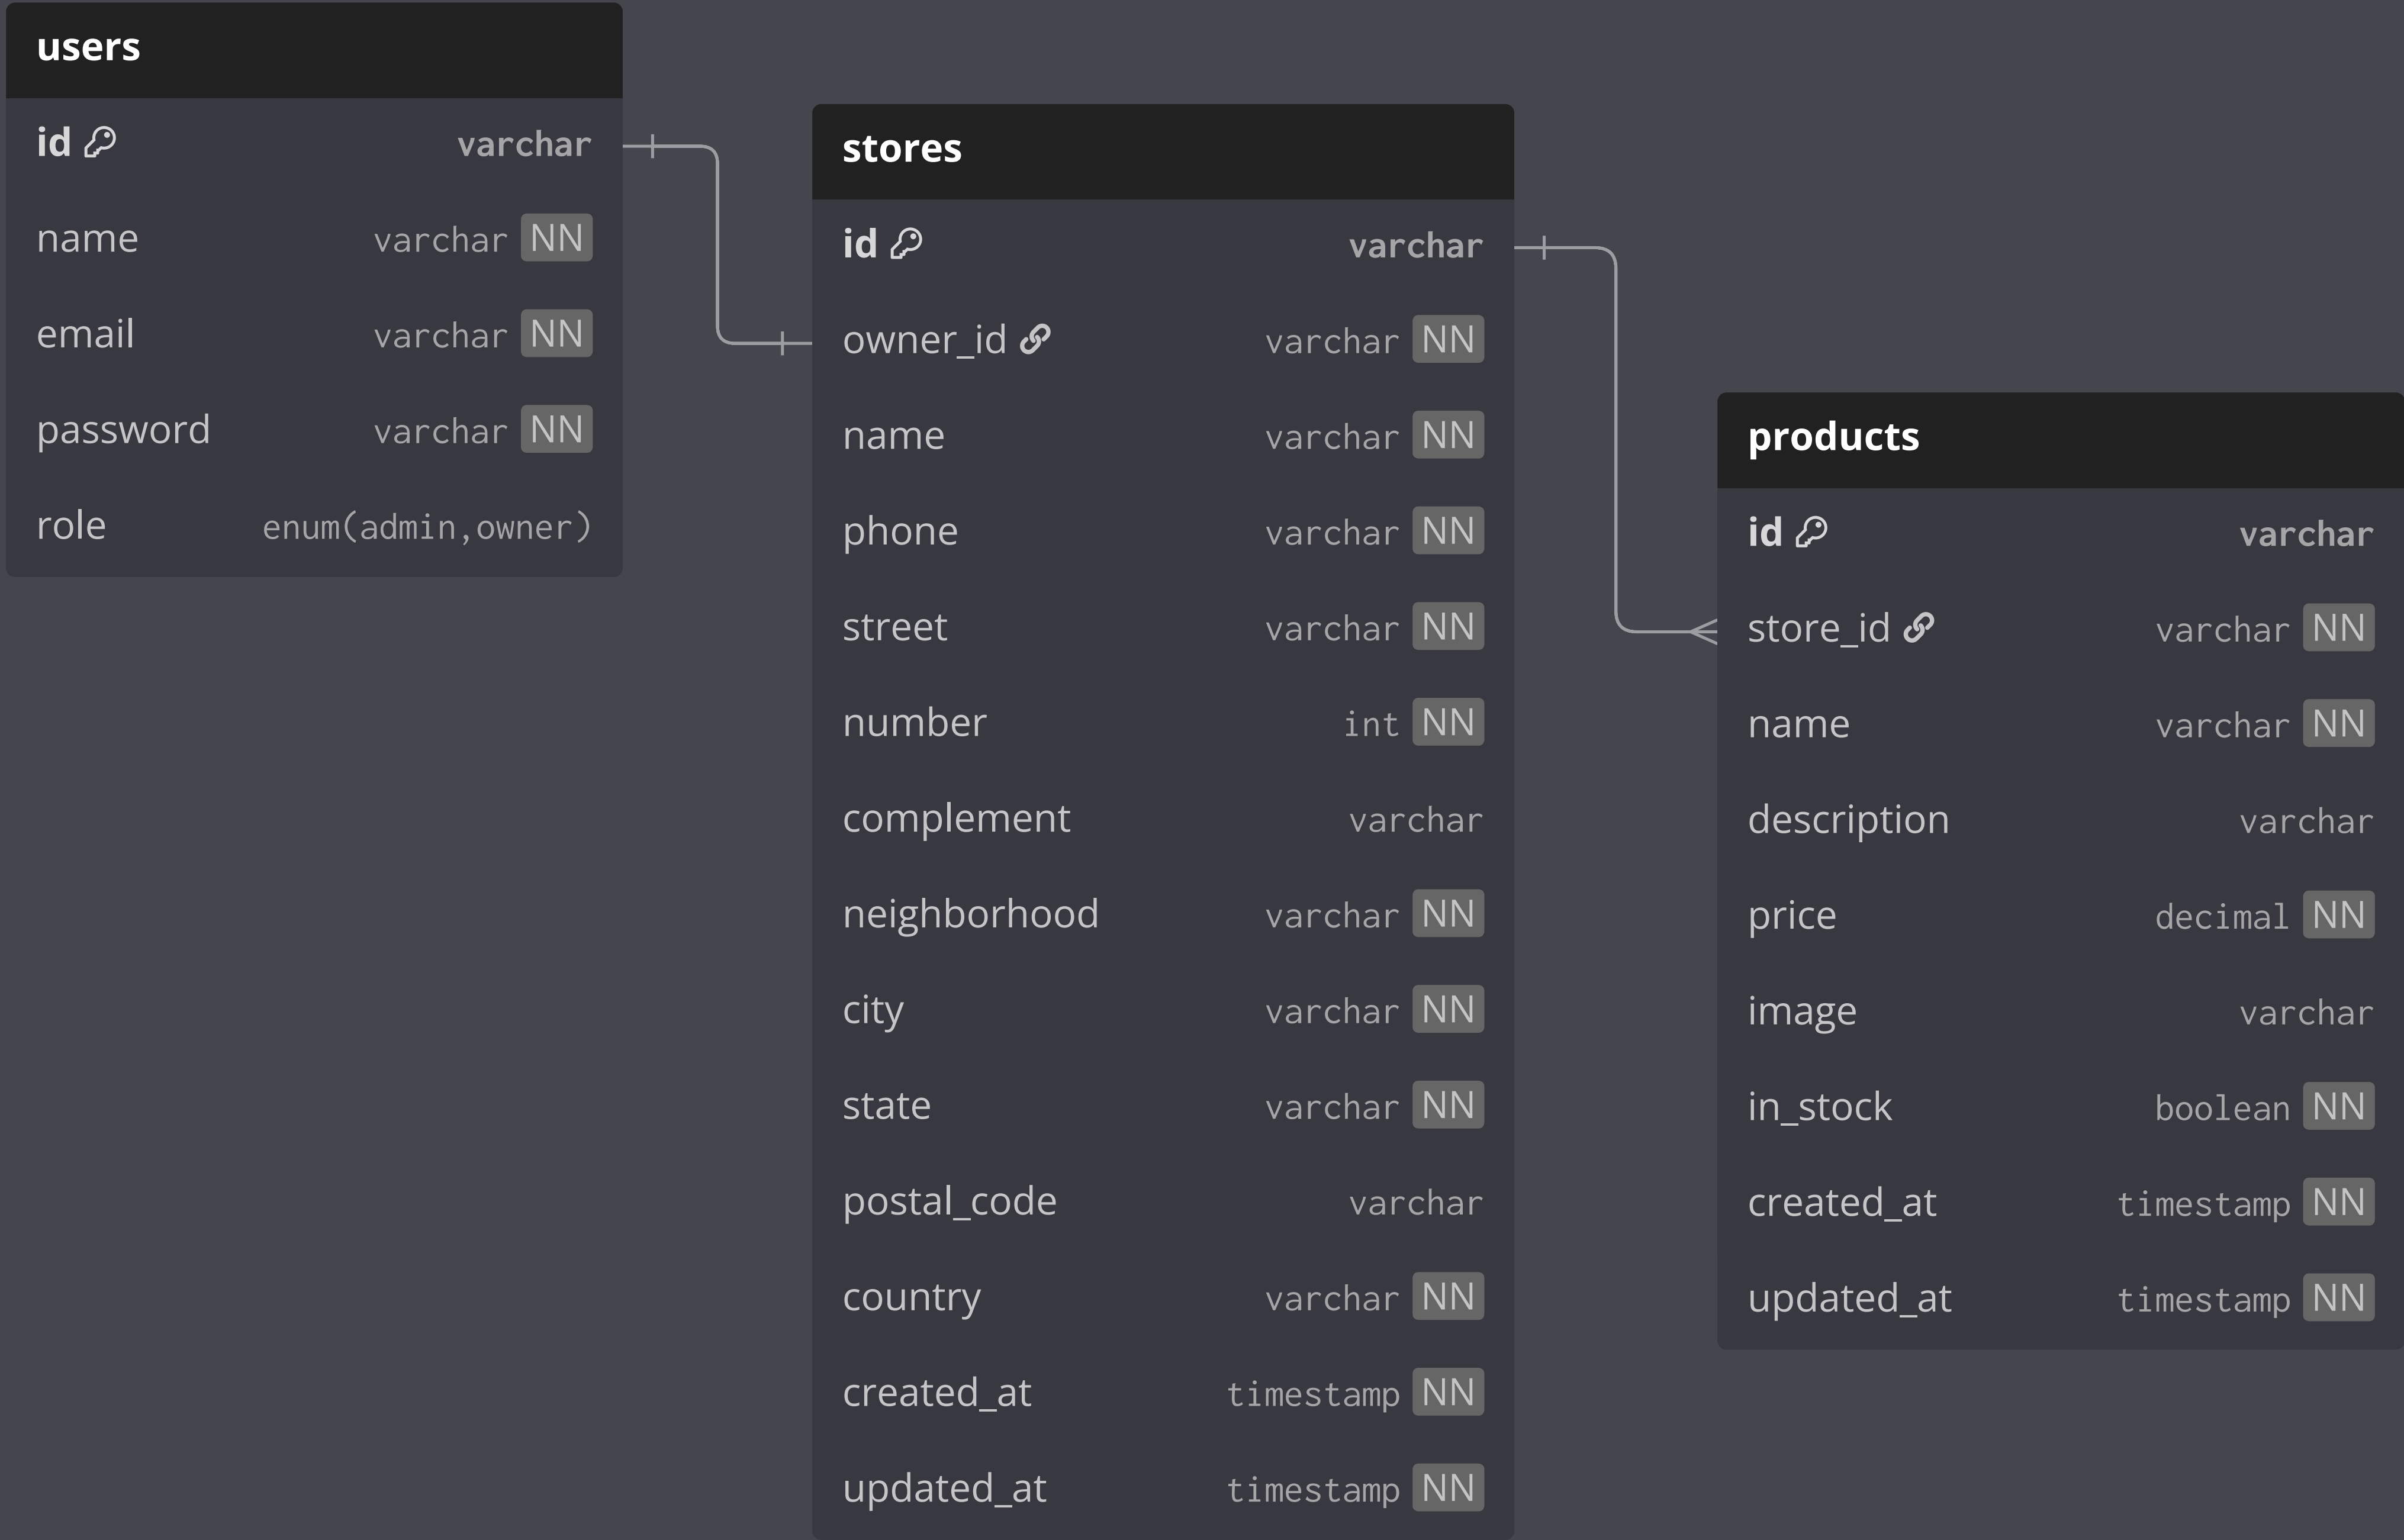 users
id varchar
name varchar NN
email varchar NN
password varchar NN
role enum(admin,owner)
stores
id varchar
owner_id varchar NN
name varchar NN
phone varchar NN
street varchar NN
number int NN
complement varchar
neighborhood varchar NN
city varchar NN
state varchar NN
postal_code varchar
country varchar NN
created_at timestamp NN
updated_at timestamp NN
products
id varchar
store_id varchar NN
name varchar NN
description varchar
price decimal NN
image varchar
in_stock boolean NN
created_at timestamp NN
updated_at timestamp NN